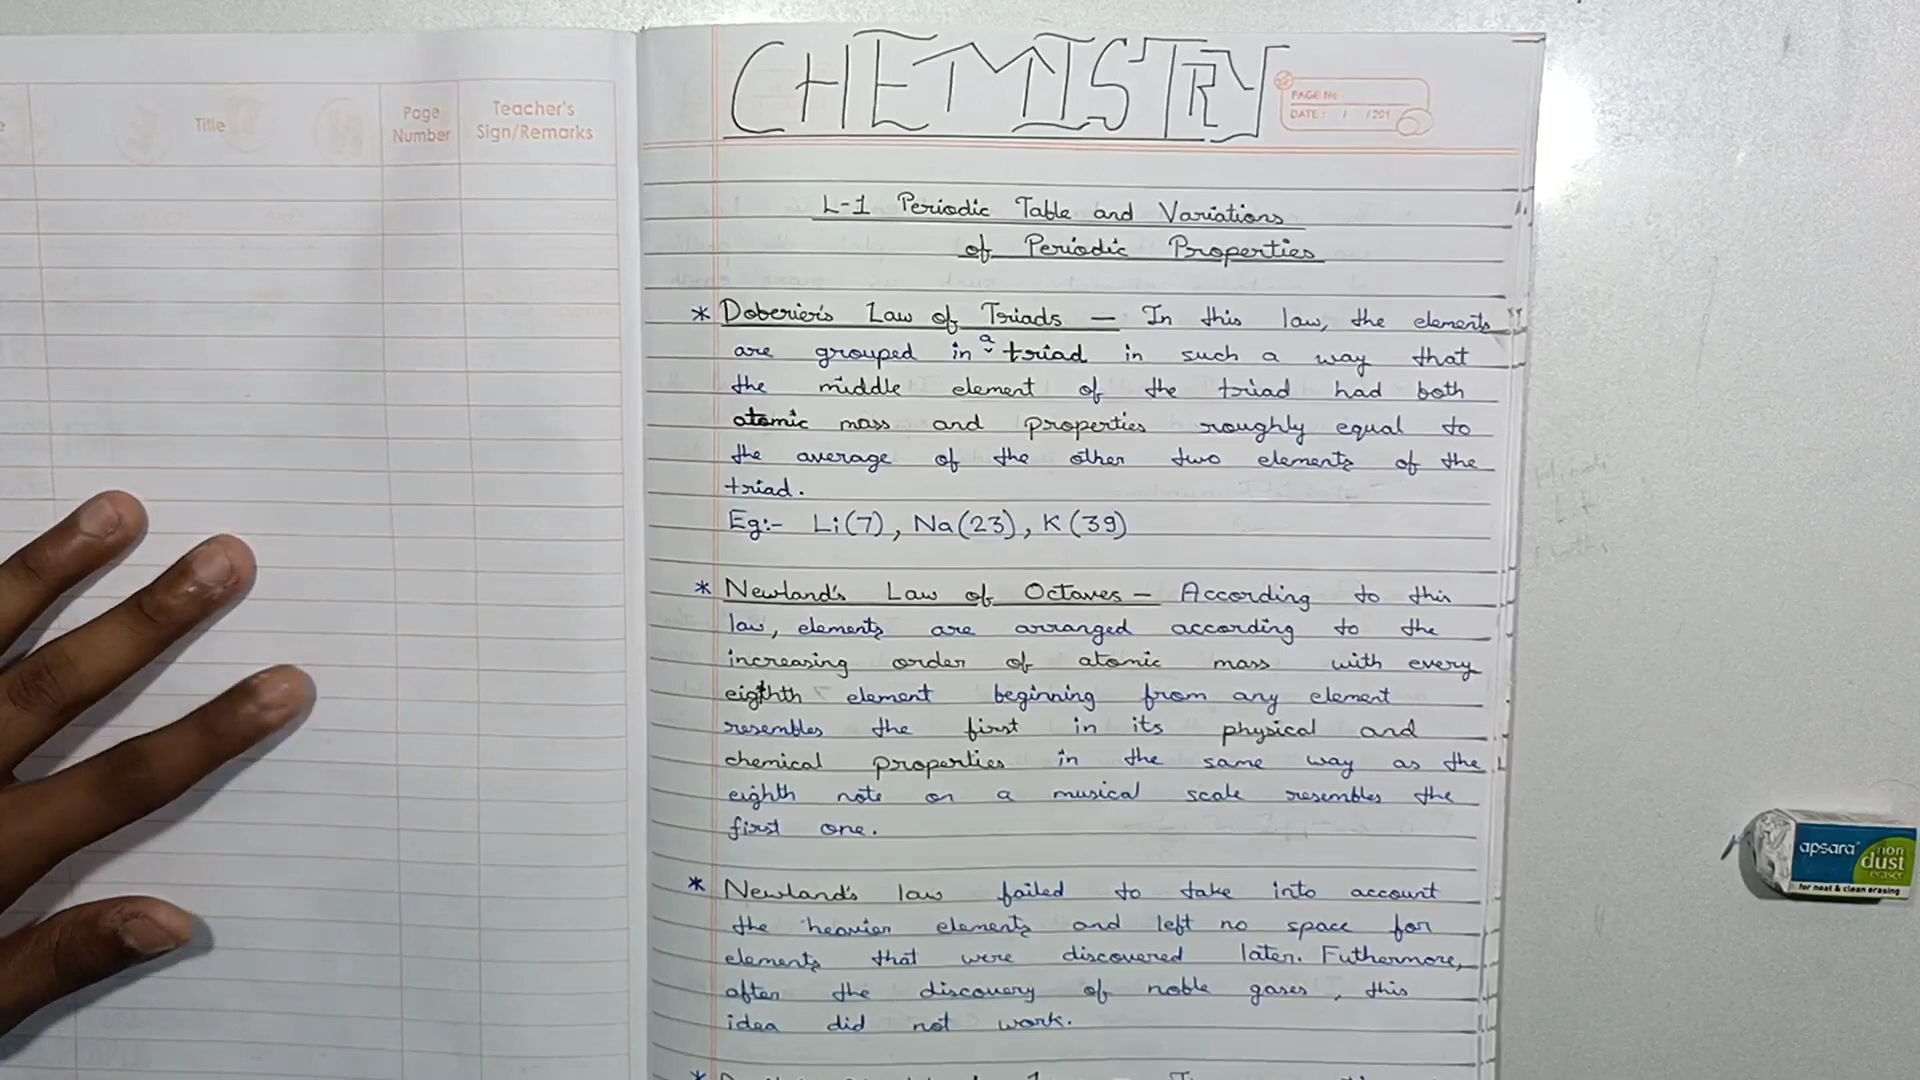 Title
Page
Number
Teacher's
Sign/Remarks
CHEMISTRY
PAGE No
DATE: / /201
L-1 Periodic Table and Variations
of Periodic Properties
* Doberier's Law of Triads — In this law, the elements
are grouped in a triad in such a way that
the middle element of the triad had both
atomic mass and properties roughly equal to
the average of the other two elements of the
triad.
Eg:- Li(7), Na(23), K(39)
* Newland's Law of Octaves - According to this
law, elements are arranged according to the
increasing order of atomic mass with every
eighth element beginning from any element
resembles the first in its physical and
chemical properties in the same way as the
eighth note on a musical scale resembles the
first one.
* Newland's law failed to take into account
the heavier elements and left no space for
elements that were discovered later. Futhermore,
after the discovery of noble gases, this
idea did not work.
apsara
non
dust
eraser
for neat & clean erasing